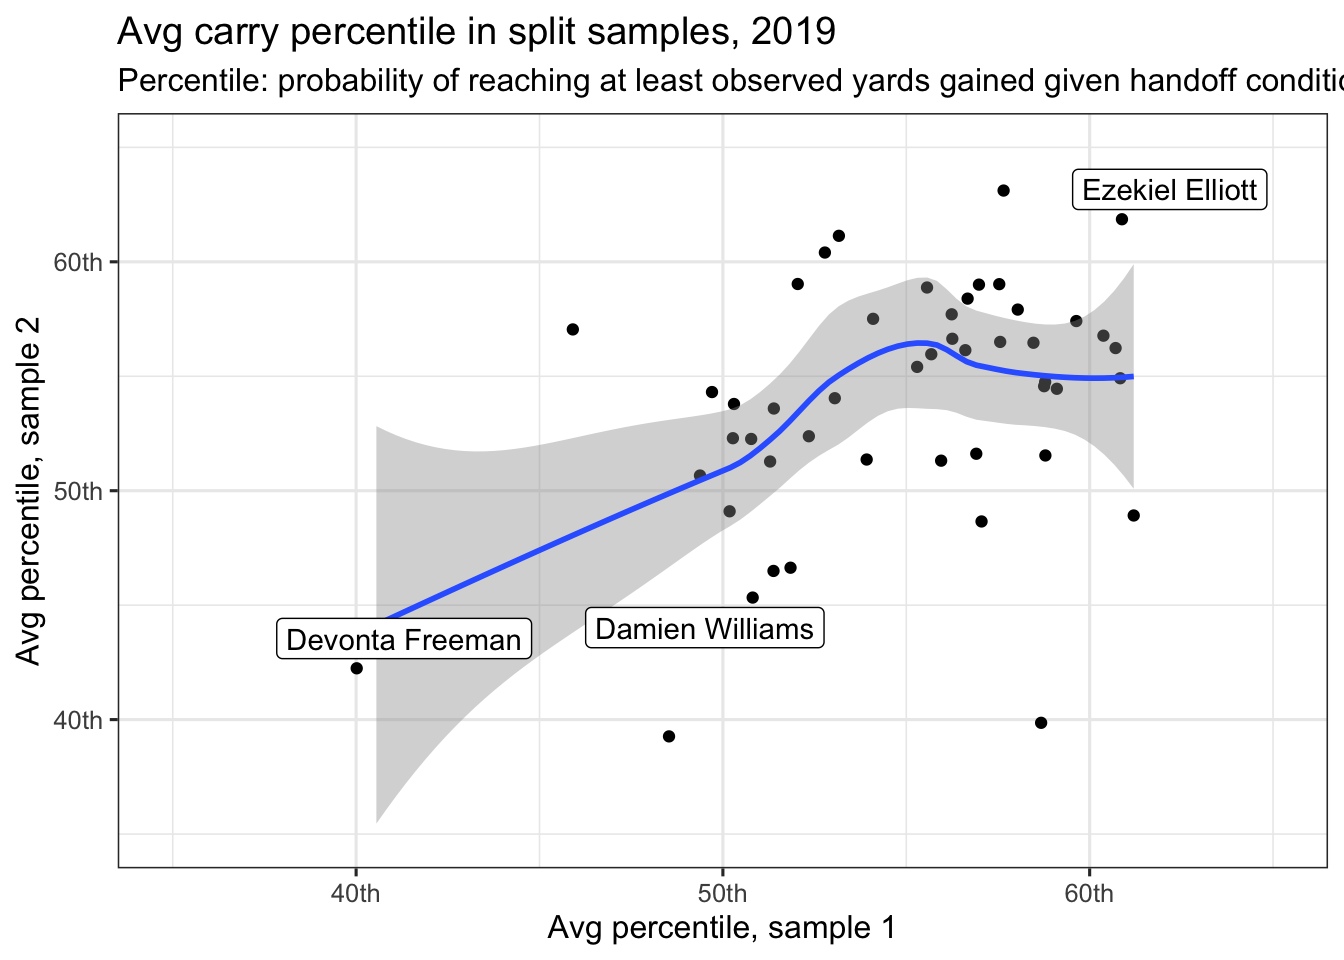 Avg carry percentile in split samples, 2019
Percentile: probability of reaching at least observed yards gained given handoff conditio
Ezekiel Elliott
60th
50th
Damien Williams
Devonta Freeman
40th
Avg percentile, sample 2
40th
50th
60th
Avg percentile, sample 1